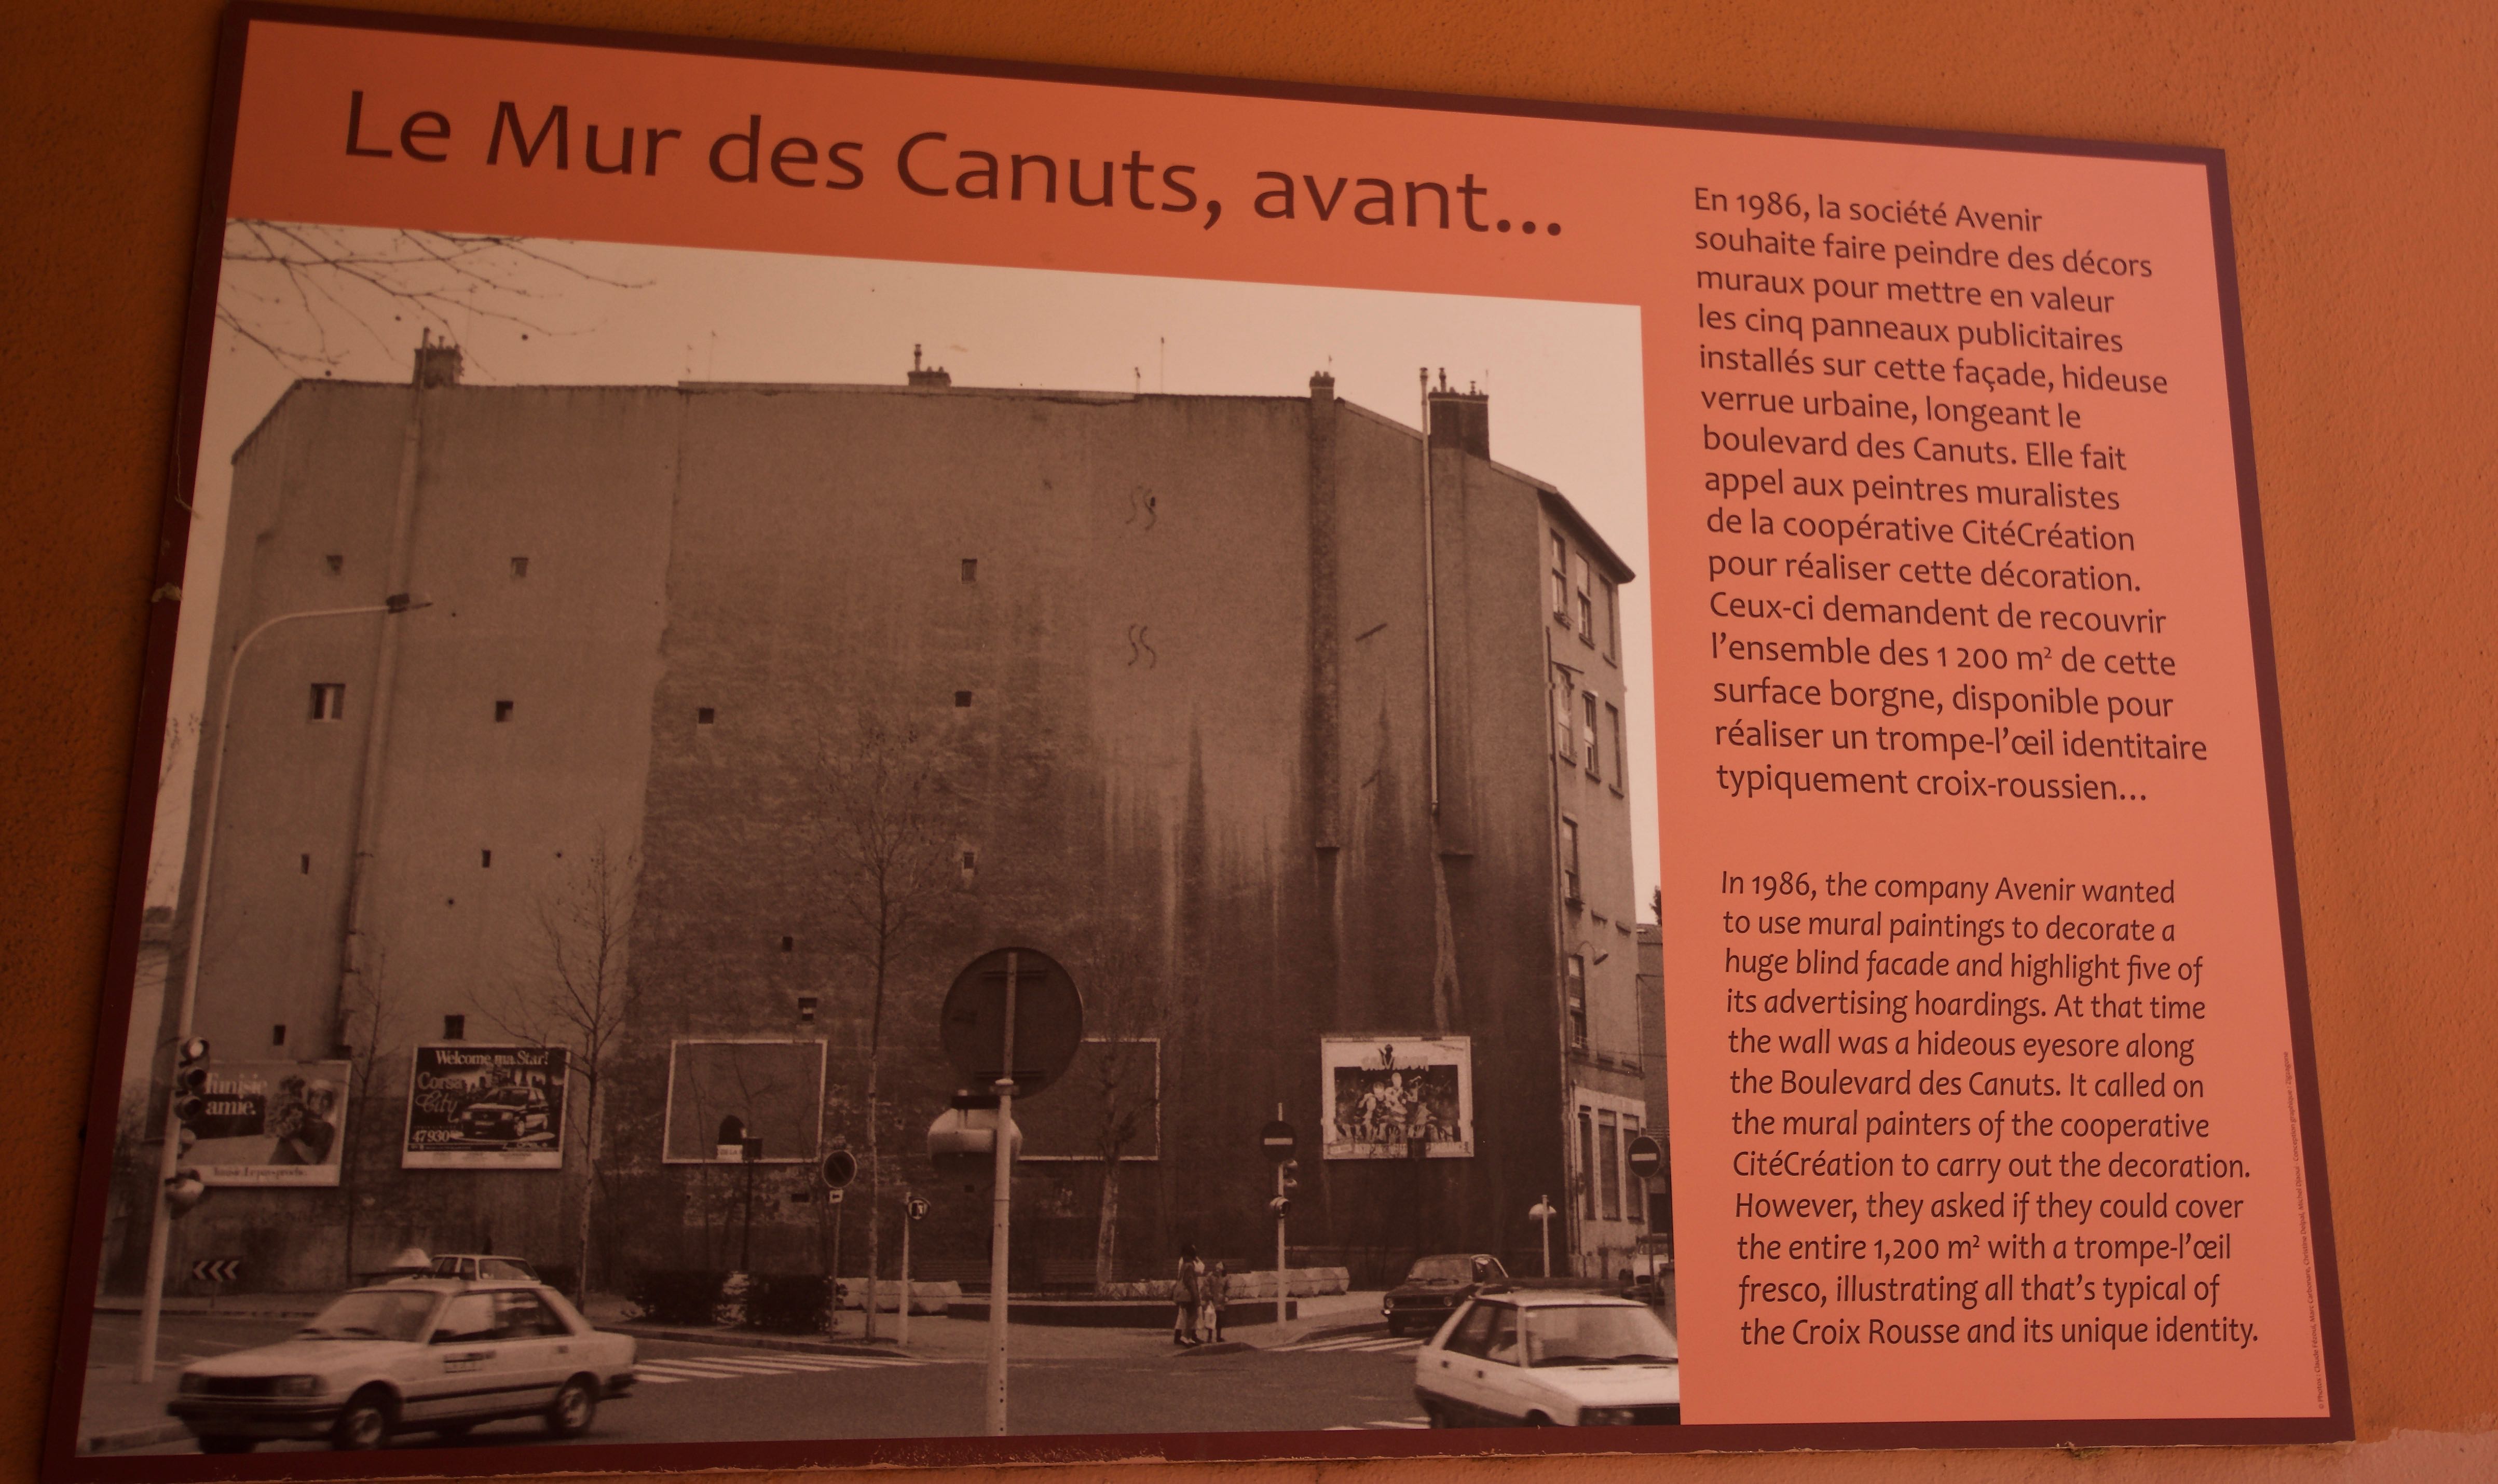 Le Mur des Canuts, avant...
En 1986, la société Avenir
souhaite faire peindre des décors
muraux pour mettre en valeur
les cinq panneaux publicitaires
installés sur cette façade, hideuse
verrue urbaine, longeant le
boulevard des Canuts. Elle fait
appel aux peintres muralistes
de la coopérative CitéCréation
pour réaliser cette décoration.
Ceux-ci demandent de recouvrir
l’ensemble des 1 200 m² de cette
surface borgne, disponible pour
réaliser un trompe-l’œil identitaire
typiquement croix-roussien...
In 1986, the company Avenir wanted
to use mural paintings to decorate a
huge blind facade and highlight five of
its advertising hoardings. At that time
the wall was a hideous eyesore along
the Boulevard des Canuts. It called on
the mural painters of the cooperative
CitéCréation to carry out the decoration.
However, they asked if they could cover
the entire 1,200 m² with a trompe-l’œil
fresco, illustrating all that’s typical of
the Croix Rousse and its unique identity.
Tunisie
amie.
Welcome ma Star!
Corsa
City
47930